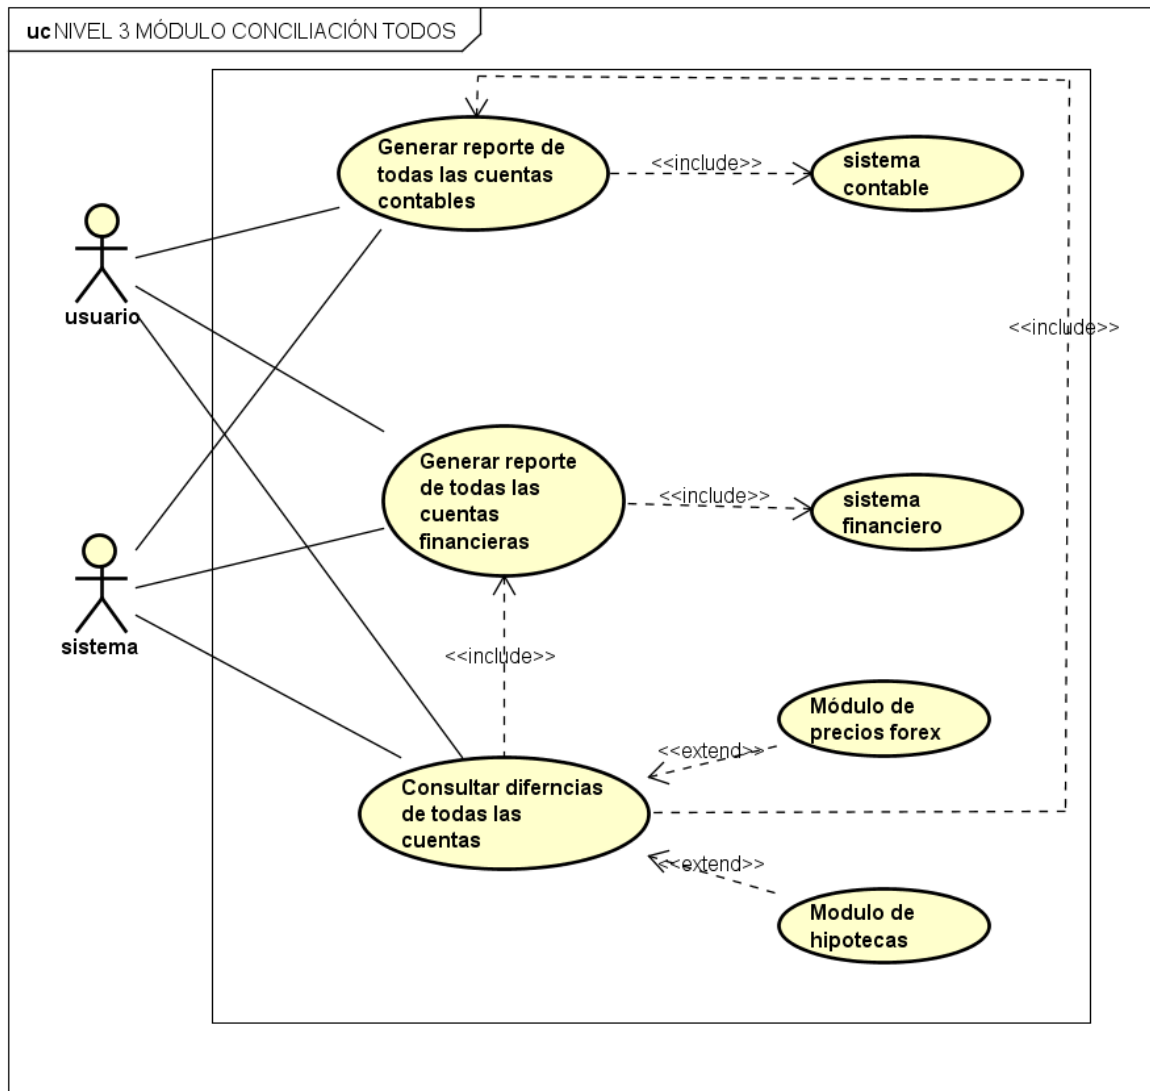 uc NIVEL 3 MÓDULO CONCILIACIÓN TODOS
Generar reporte de
todas las cuentas
contables
<<include>>
sistema
contable
usuario
<<include>>
Generar reporte
de todas las
cuentas
financieras
<<include>>
sistema
financiero
sistema
<<include>>
Módulo de
precios forex
<<extend>>
Consultar diferncias
de todas las
cuentas
<<extend>>
Modulo de
hipotecas